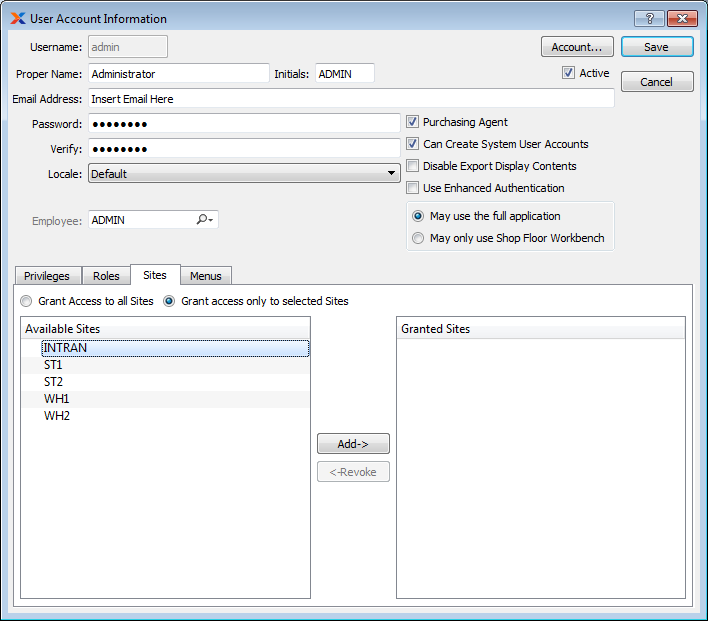 User Account Information
?
Username: admin
Account...
Save
Proper Name: Administrator Initials: ADMIN
Active
Cancel
Email Address: Insert Email Here
Password: ●●●●●●●●
Purchasing Agent
Verify: ●●●●●●●●
Can Create System User Accounts
Locale: Default
Disable Export Display Contents
Use Enhanced Authentication
Employee: ADMIN
May use the full application
May only use Shop Floor Workbench
Privileges Roles Sites Menus
Grant Access to all Sites Grant access only to selected Sites
Available Sites
INTRAN
ST1
ST2
WH1
WH2
Add->
<-Revoke
Granted Sites